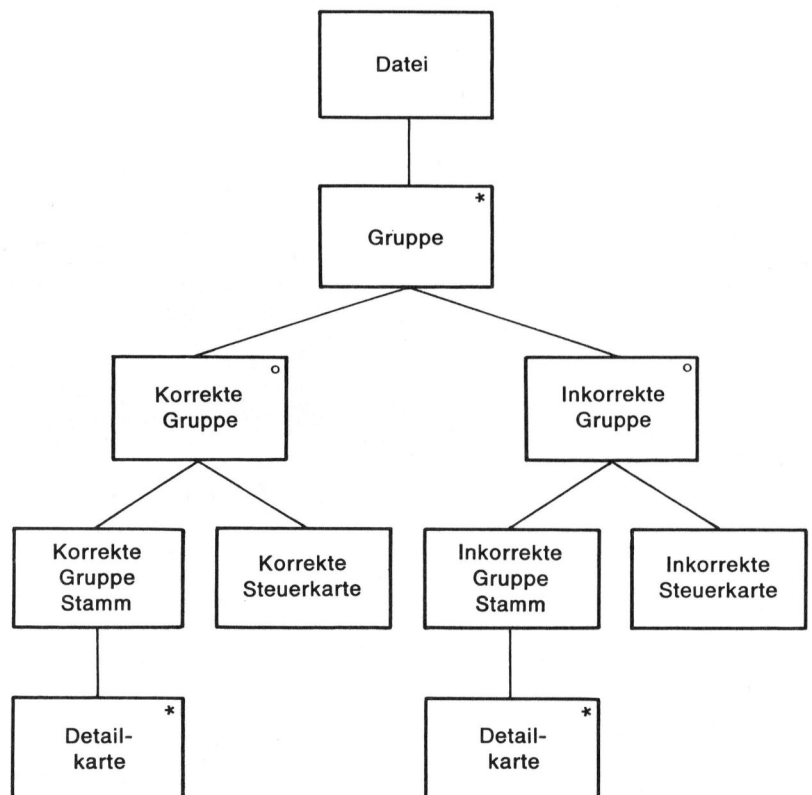 Datei
*
Gruppe
o
Korrekte
Gruppe
o
Inkorrekte
Gruppe
Korrekte
Gruppe
Stamm
Korrekte
Steuerkarte
Inkorrekte
Gruppe
Stamm
Inkorrekte
Steuerkarte
*
Detail-
karte
*
Detail-
karte